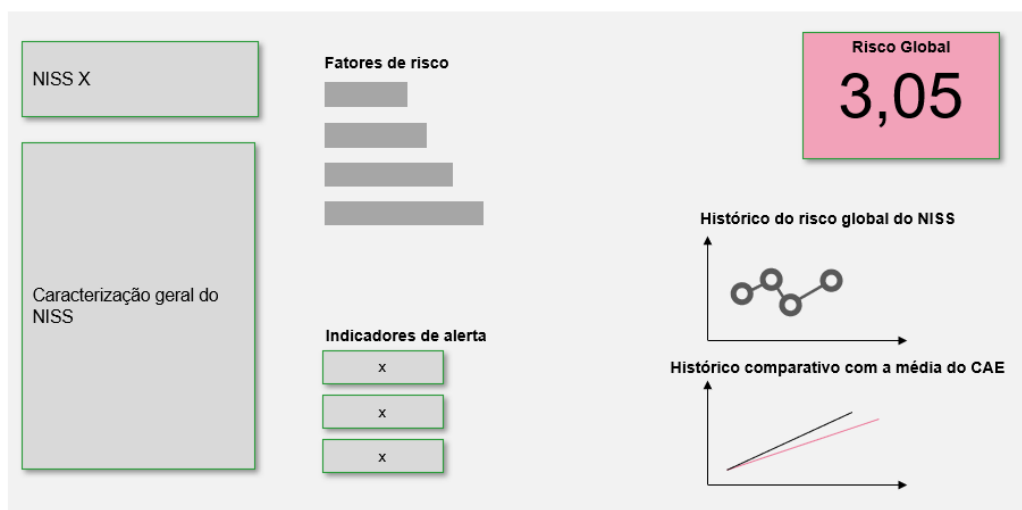 NISS X
Caracterização geral do
NISS
Fatores de risco
Indicadores de alerta
x
x
x
Risco Global
3,05
Histórico do risco global do NISS
Histórico comparativo com a média do CAE